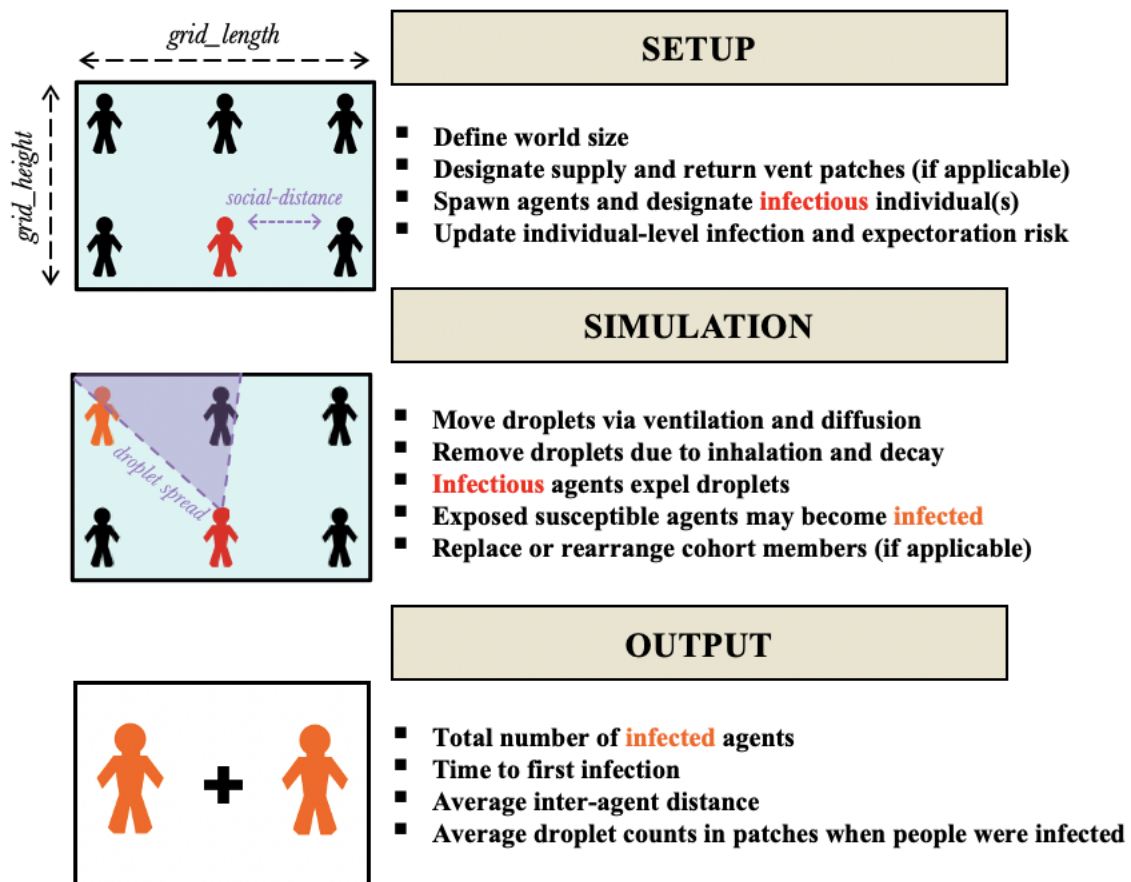 grid_length
grid_height
social-distance
SETUP
■ Define world size
■ Designate supply and return vent patches (if applicable)
■ Spawn agents and designate infectious individual(s)
■ Update individual-level infection and expectoration risk
droplet spread
SIMULATION
■ Move droplets via ventilation and diffusion
■ Remove droplets due to inhalation and decay
■ Infectious agents expel droplets
■ Exposed susceptible agents may become infected
■ Replace or rearrange cohort members (if applicable)
OUTPUT
■ Total number of infected agents
■ Time to first infection
■ Average inter-agent distance
■ Average droplet counts in patches when people were infected